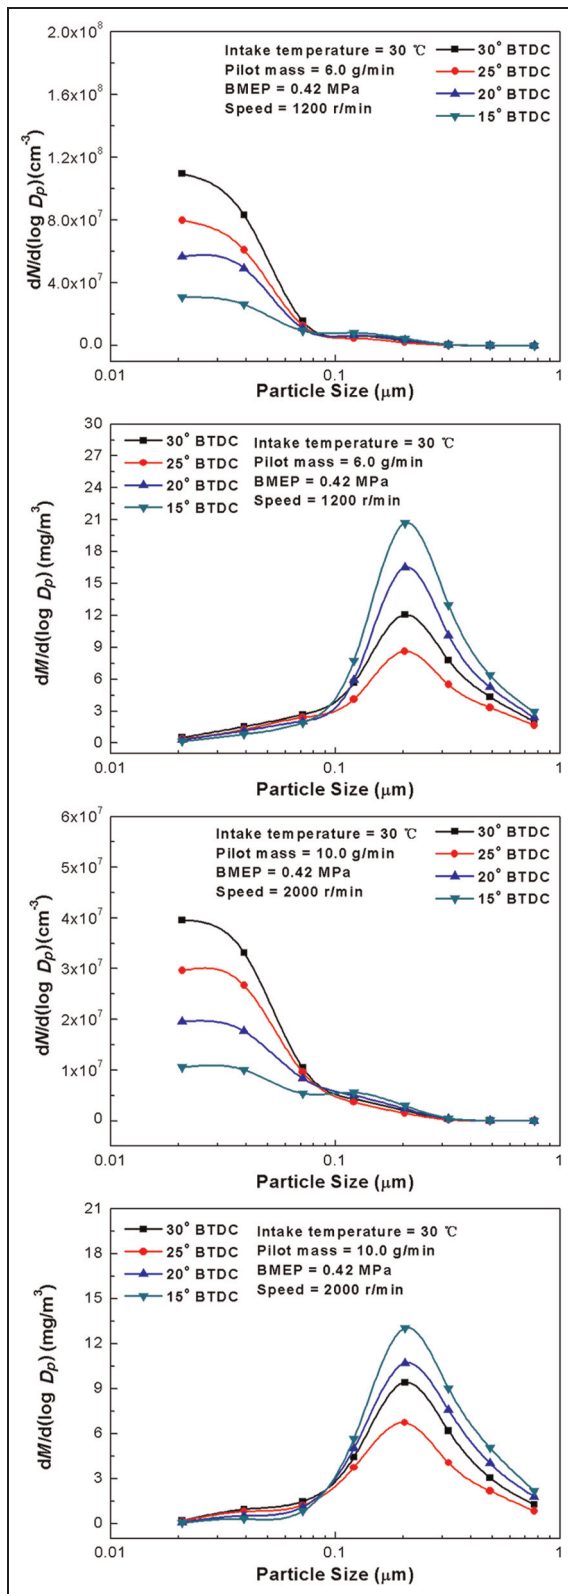 2.0x10⁸
1.6x10⁸
1.2x10⁸
8.0x10⁷
4.0x10⁷
0.0
dN/d(log Dp)(cm⁻³)
Intake temperature = 30 ℃
Pilot mass = 6.0 g/min
BMEP = 0.42 MPa
Speed = 1200 r/min
30° BTDC
25° BTDC
20° BTDC
15° BTDC
0.01 0.1 1
Particle Size (μm)
30
27
24
21
18
15
12
9
6
3
0
dM/d(log Dp) (mg/m³)
30° BTDC
25° BTDC
20° BTDC
15° BTDC
Intake temperature = 30 ℃
Pilot mass = 6.0 g/min
BMEP = 0.42 MPa
Speed = 1200 r/min
0.01 0.1 1
Particle Size (μm)
6x10⁷
5x10⁷
4x10⁷
3x10⁷
2x10⁷
1x10⁷
0
dN/d(log Dp)(cm⁻³)
Intake temperature = 30 ℃
Pilot mass = 10.0 g/min
BMEP = 0.42 MPa
Speed = 2000 r/min
30° BTDC
25° BTDC
20° BTDC
15° BTDC
0.01 0.1 1
Particle Size (μm)
21
18
15
12
9
6
3
0
dM/d(log Dp) (mg/m³)
30° BTDC
25° BTDC
20° BTDC
15° BTDC
Intake temperature = 30 ℃
Pilot mass = 10.0 g/min
BMEP = 0.42 MPa
Speed = 2000 r/min
0.01 0.1 1
Particle Size (μm)